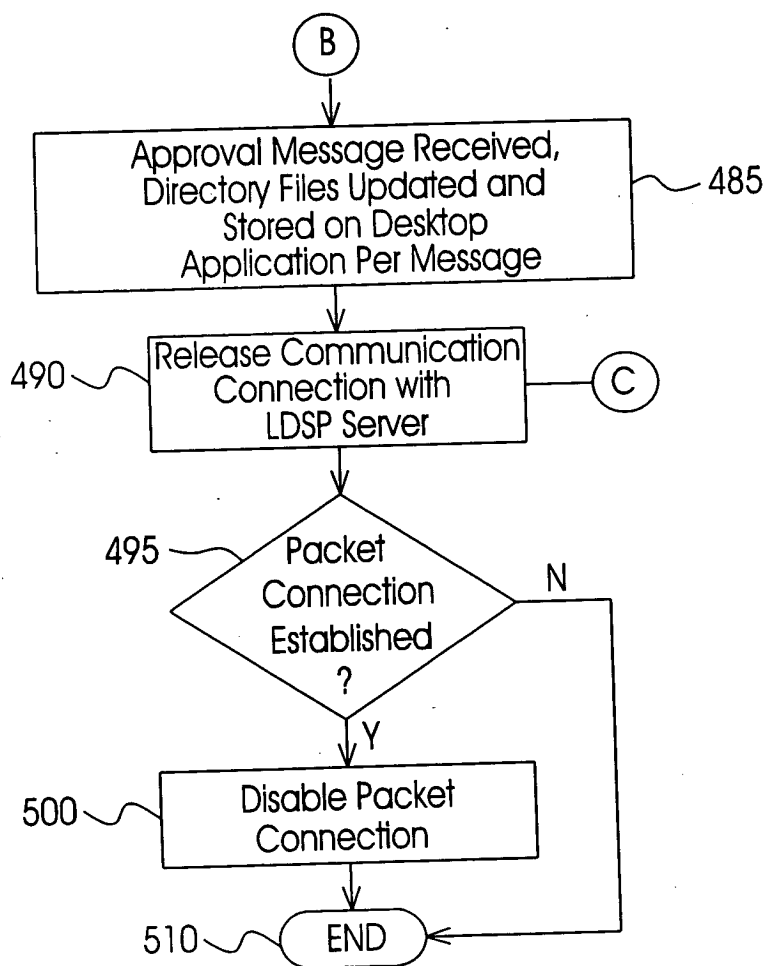 B
Approval Message Received,
Directory Files Updated and
Stored on Desktop
Application Per Message
485
Release Communication
Connection with
LDSP Server
490
C
495
Packet
Connection
Established
?
N
Y
Disable Packet
Connection
500
END
510